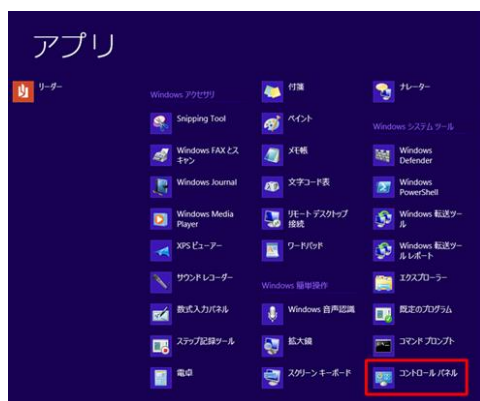 アプリ
リーダー
Windows アクセサリ
Snipping Tool
Windows FAX とス
キャン
Windows Journal
Windows Media
Player
XPS ビューアー
サウンド レコーダー
数式入力パネル
ステップ記録ツール
電卓
付箋
ペイント
メモ帳
文字コード表
リモート デスクトップ
接続
ワードパッド
Windows 簡単操作
Windows 音声認識
拡大鏡
スクリーン キーボード
ナレーター
Windows システム ツール
Windows
Defender
Windows
PowerShell
Windows 転送ツー
ル
Windows 転送ツー
ル レポート
エクスプローラー
既定のプログラム
コマンド プロンプト
コントロール パネル